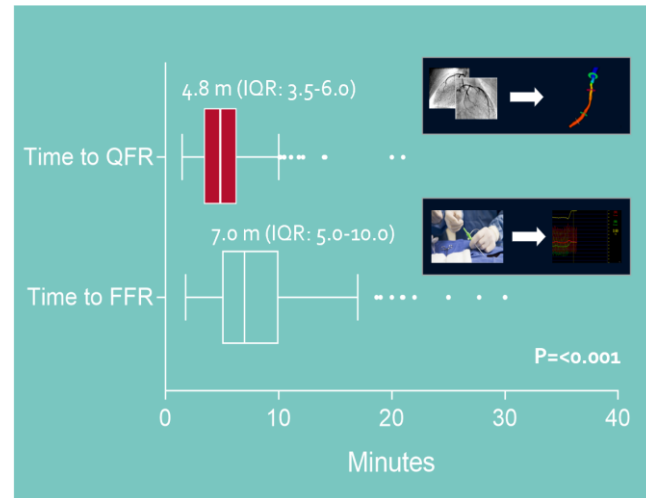 4.8 m (IQR: 3.5-6.0)
Time to QFR
7.0 m (IQR: 5.0-10.0)
Time to FFR
P=<0.001
0 10 20 30 40
Minutes